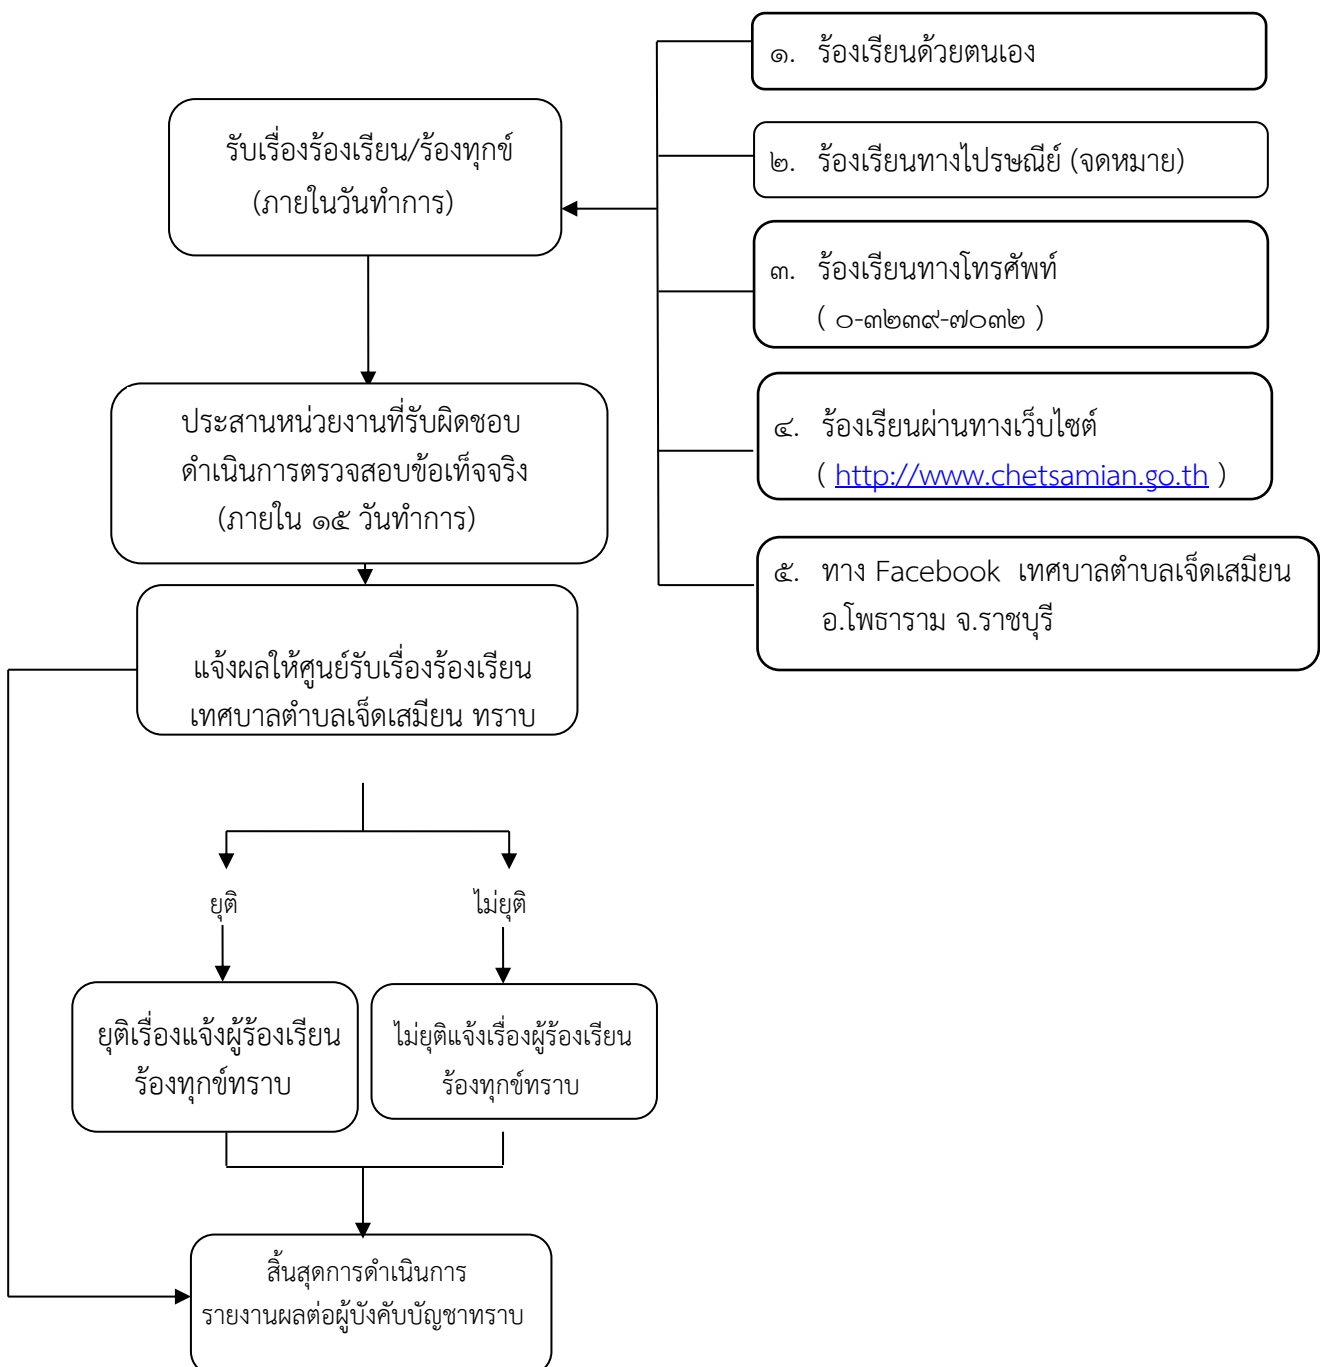 ๑. ร้องเรียนด้วยตนเอง
รับเรื่องร้องเรียน/ร้องทุกข์
(ภายในวันทำการ)
๒. ร้องเรียนทางไปรษณีย์ (จดหมาย)
๓. ร้องเรียนทางโทรศัพท์
( ๐-๓๒๓๙-๗๐๓๒ )
ประสานหน่วยงานที่รับผิดชอบ
ดำเนินการตรวจสอบข้อเท็จจริง
(ภายใน ๑๕ วันทำการ)
๔. ร้องเรียนผ่านทางเว็บไซต์
( http://www.chetsamian.go.th )
๕. ทาง Facebook เทศบาลตำบลเจ็ดเสมียน
อ.โพธาราม จ.ราชบุรี
แจ้งผลให้ศูนย์รับเรื่องร้องเรียน
เทศบาลตำบลเจ็ดเสมียน ทราบ
ยุติ
ไม่ยุติ
ยุติเรื่องแจ้งผู้ร้องเรียน
ร้องทุกข์ทราบ
ไม่ยุติแจ้งเรื่องผู้ร้องเรียน
ร้องทุกข์ทราบ
สิ้นสุดการดำเนินการ
รายงานผลต่อผู้บังคับบัญชาทราบ